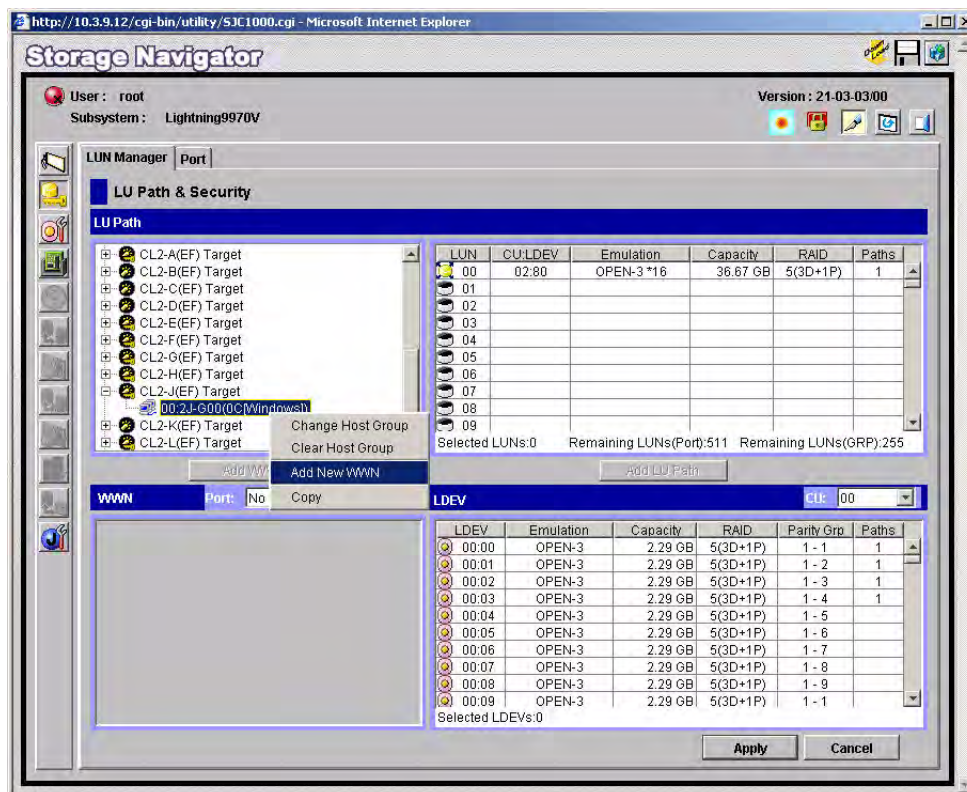 http://10.3.9.12/cgi-bin/utility/SJC1000.cgi - Microsoft Internet Explorer
Storage Navigator
User : root
Version : 21-03-03/00
Subsystem : Lightning9970V
LUN Manager Port
LU Path & Security
LU Path
CL2-A(EF) Target
CL2-B(EF) Target
CL2-C(EF) Target
CL2-D(EF) Target
CL2-E(EF) Target
CL2-F(EF) Target
CL2-G(EF) Target
CL2-H(EF) Target
CL2-J(EF) Target
00:2J-G00(0C[Windows])
CL2-K(EF) Target
CL2-L(EF) Target
Change Host Group
Clear Host Group
Add New WWN
Copy
LUN CU:LDEV Emulation Capacity RAID Paths
00 02:80 OPEN-3 *16 36.67 GB 5(3D+1P) 1
01
02
03
04
05
06
07
08
09
Selected LUNs:0 Remaining LUNs(Port):511 Remaining LUNs(GRP):255
Add LU Path
WWN Port: No
LDEV CU: 00
LDEV Emulation Capacity RAID Parity Grp Paths
00:00 OPEN-3 2.29 GB 5(3D+1P) 1 - 1 1
00:01 OPEN-3 2.29 GB 5(3D+1P) 1 - 2 1
00:02 OPEN-3 2.29 GB 5(3D+1P) 1 - 3 1
00:03 OPEN-3 2.29 GB 5(3D+1P) 1 - 4 1
00:04 OPEN-3 2.29 GB 5(3D+1P) 1 - 5
00:05 OPEN-3 2.29 GB 5(3D+1P) 1 - 6
00:06 OPEN-3 2.29 GB 5(3D+1P) 1 - 7
00:07 OPEN-3 2.29 GB 5(3D+1P) 1 - 8
00:08 OPEN-3 2.29 GB 5(3D+1P) 1 - 9
00:09 OPEN-3 2.29 GB 5(3D+1P) 1 - 1
Selected LDEVs:0
Apply Cancel